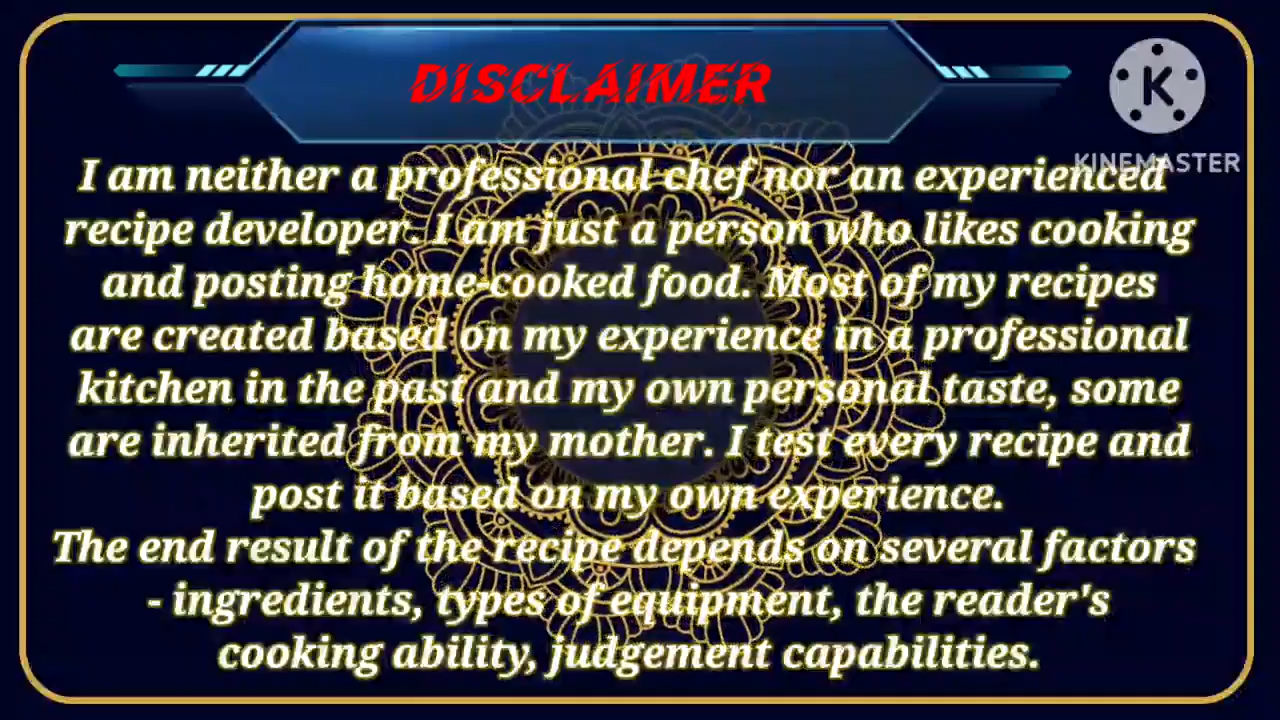 DISCLAIMER
K
KINEMASTER
I am neither a professional chef nor an experienced
recipe developer. I am just a person who likes cooking
and posting home-cooked food. Most of my recipes
are created based on my experience in a professional
kitchen in the past and my own personal taste, some
are inherited from my mother. I test every recipe and
post it based on my own experience.
The end result of the recipe depends on several factors
- ingredients, types of equipment, the reader's
cooking ability, judgement capabilities.